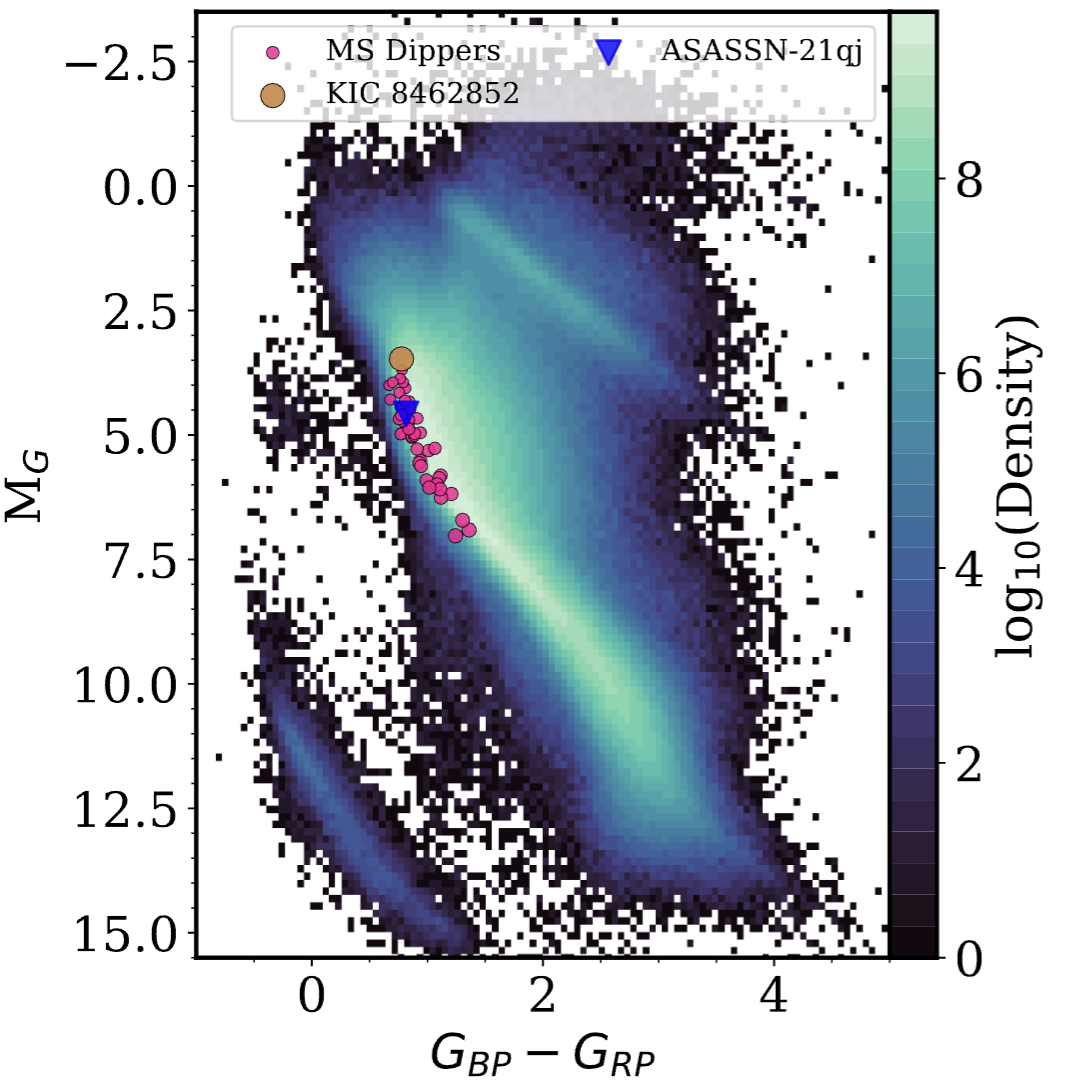 MS Dippers
KIC 8462852
ASASSN-21qj
−2.5
0.0
2.5
5.0
7.5
10.0
12.5
15.0
M_G
0 2 4
G_BP − G_RP
8
6
4
2
0
log₁₀(Density)